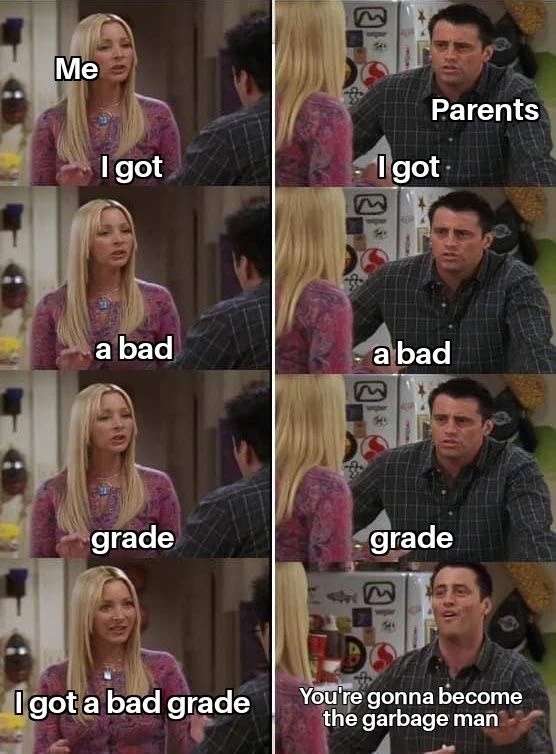 Me
Parents
I got
I got
a bad
a bad
grade
grade
I got a bad grade
You're gonna become
the garbage man